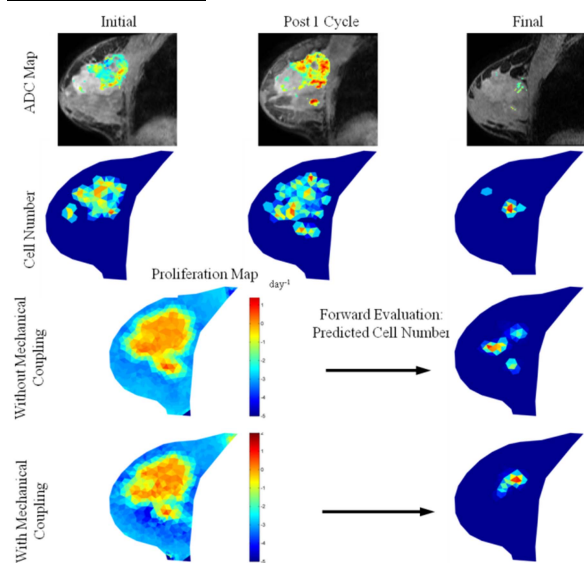 Initial
Post 1 Cycle
Final
ADC Map
Cell Number
Proliferation Map
day⁻¹
Without Mechanical
Coupling
Forward Evaluation:
Predicted Cell Number
With Mechanical
Coupling